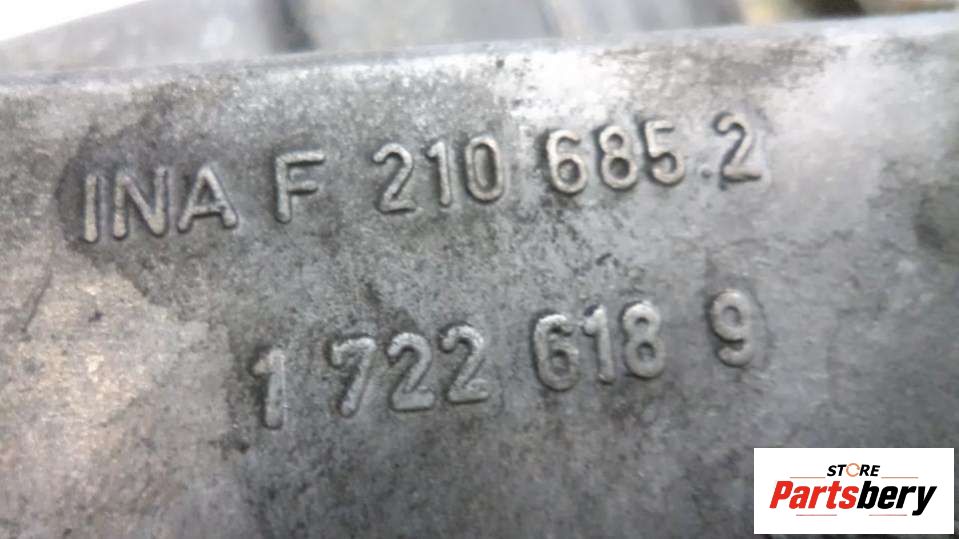 INA F 210 685.2
1 722 618 9
STORE
Partsbery